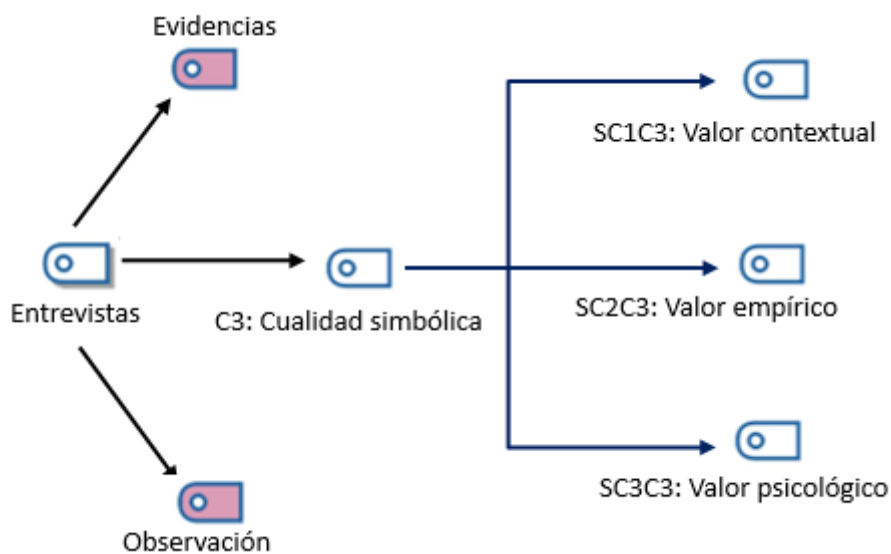 Evidencias
SC1C3: Valor contextual
Entrevistas
C3: Cualidad simbólica
SC2C3: Valor empírico
SC3C3: Valor psicológico
Observación